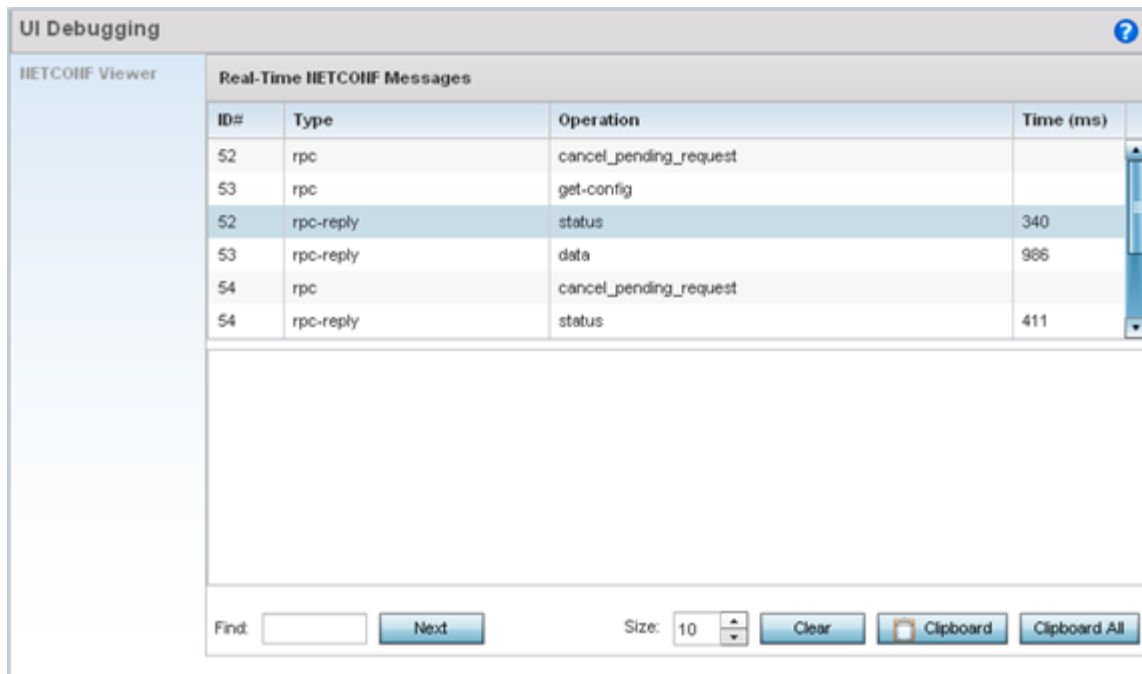 UI Debugging
?
NETCONF Viewer
Real-Time NETCONF Messages
ID# Type Operation Time (ms)
52 rpc cancel_pending_request
53 rpc get-config
52 rpc-reply status 340
53 rpc-reply data 986
54 rpc cancel_pending_request
54 rpc-reply status 411
Find: Next Size: 10 Clear Clipboard Clipboard All